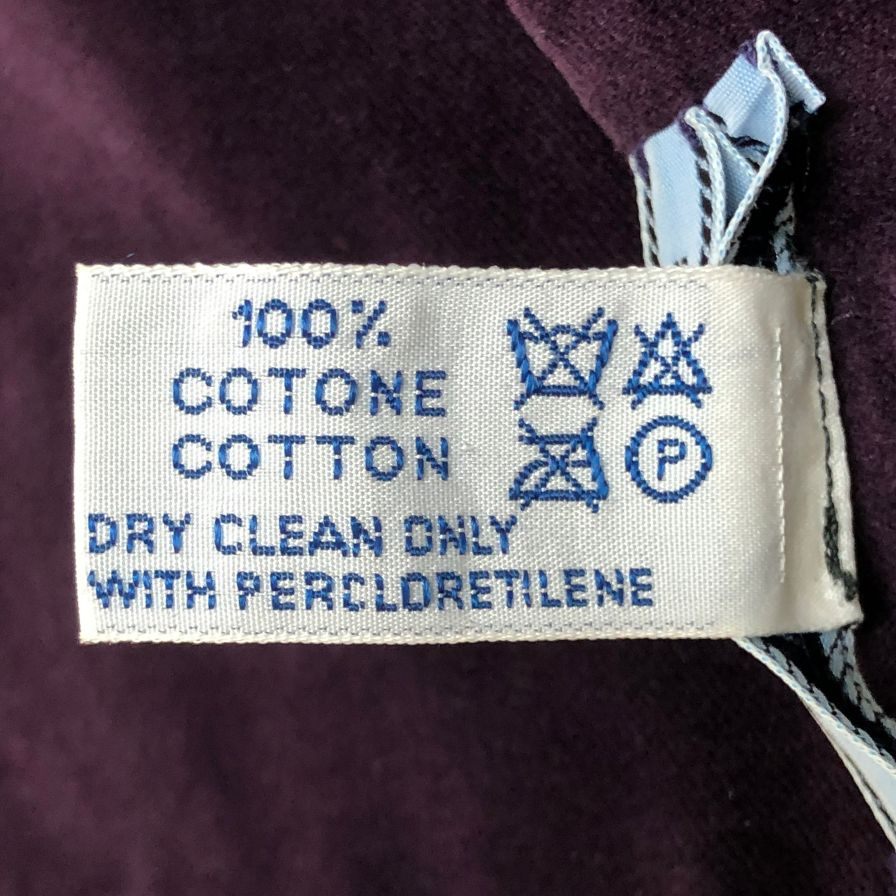 100%
COTONE
COTTON
P
DRY CLEAN ONLY
WITH PERCLORETILENE